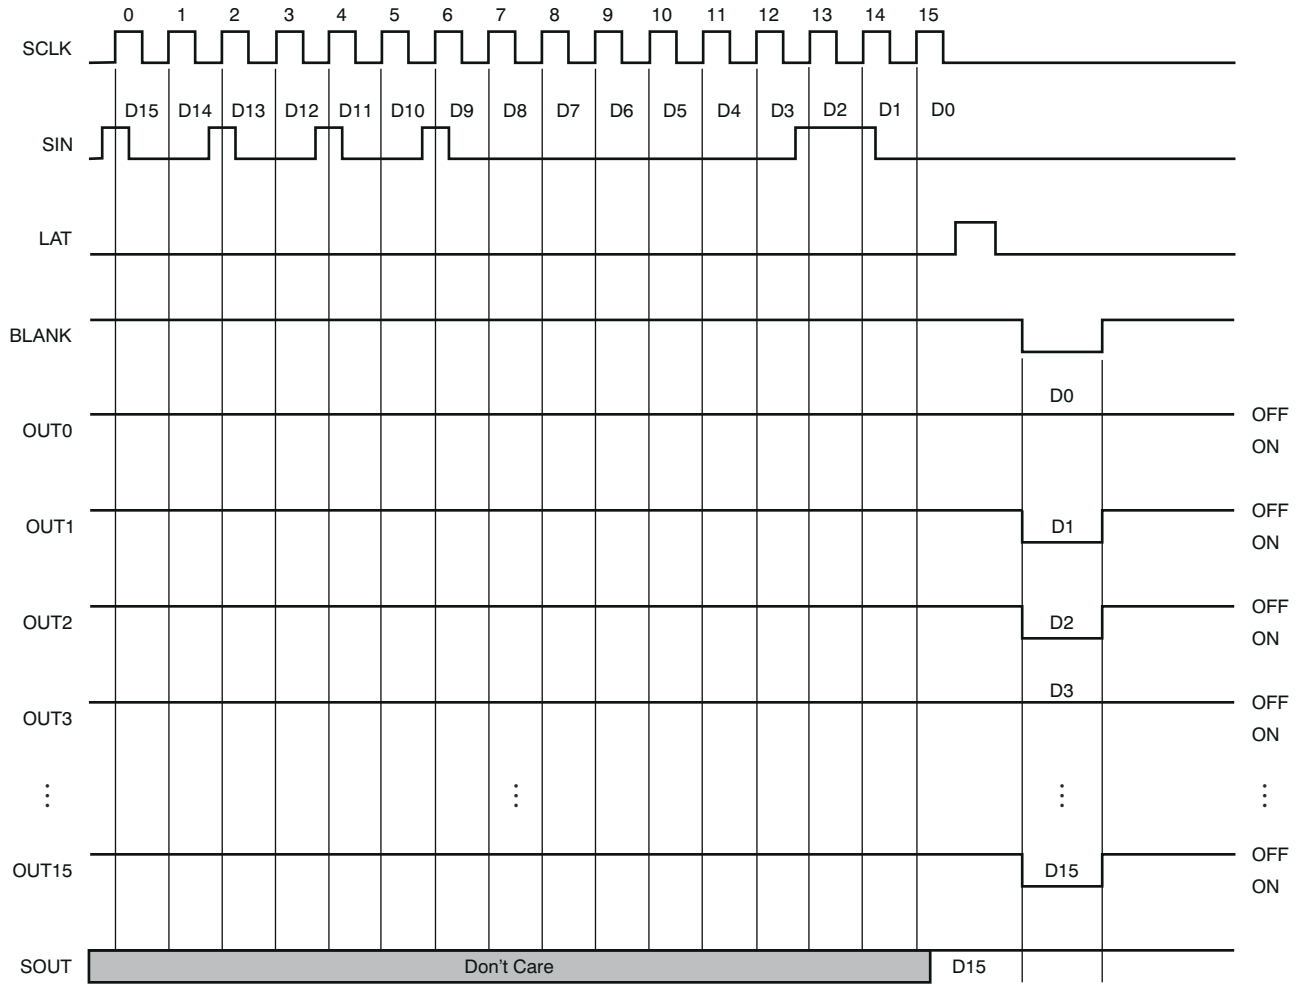 0 1 2 3 4 5 6 7 8 9 10 11 12 13 14 15
SCLK
D15 D14 D13 D12 D11 D10 D9 D8 D7 D6 D5 D4 D3 D2 D1 D0
SIN
LAT
BLANK
D0
OFF
OUT0
ON
OFF
OUT1 D1
ON
OFF
OUT2 D2
ON
D3
OFF
OUT3
ON
OFF
OUT15 D15
ON
SOUT Don't Care D15